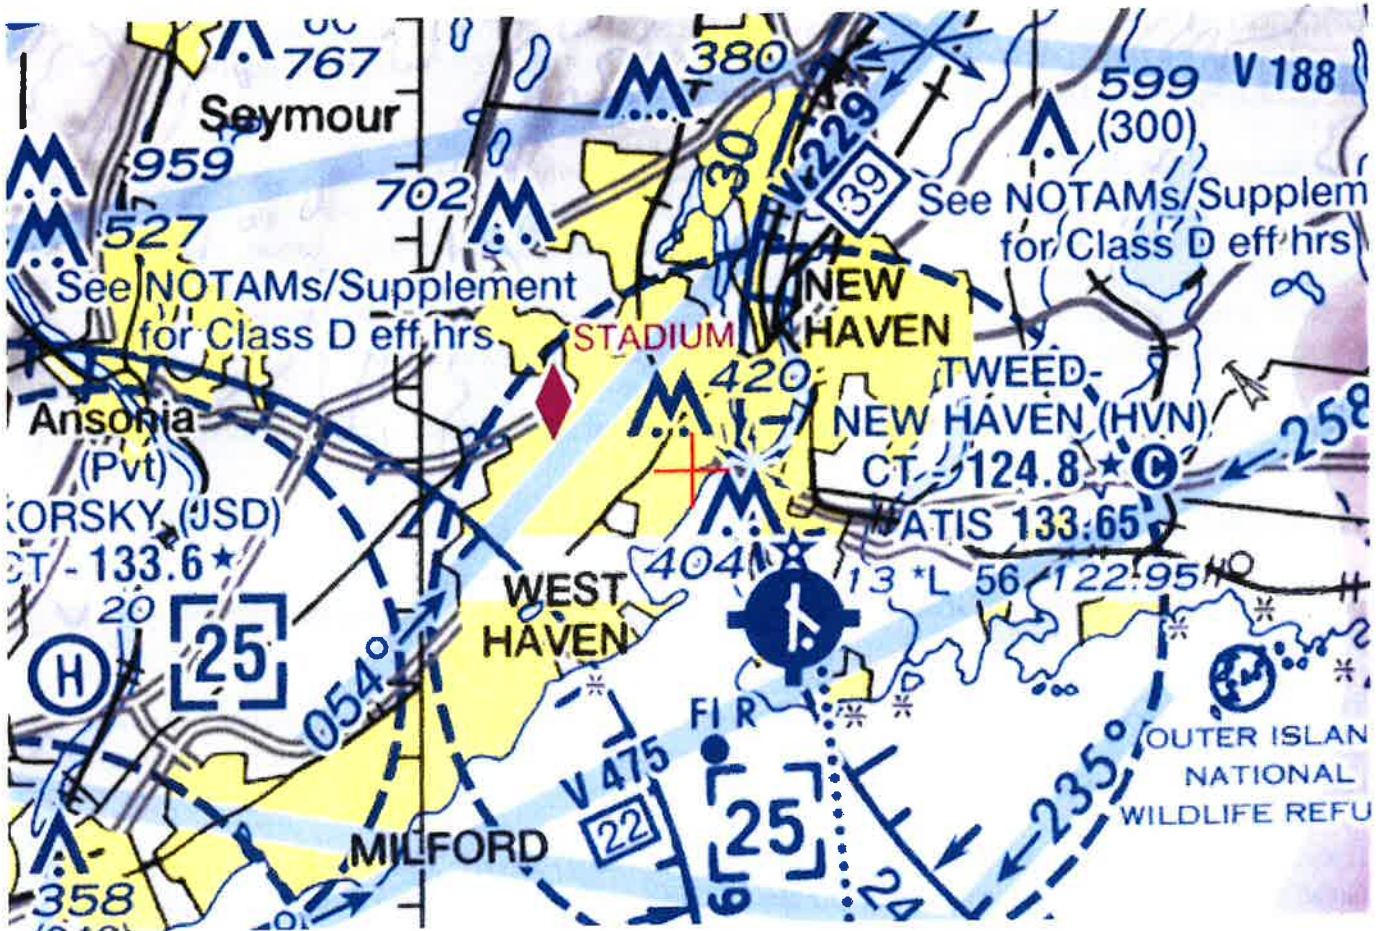 767
380
599
(300)
V 188
Seymour
959
702
527
30
V 229
39
See NOTAMs/Supplem
for Class D eff hrs
See NOTAMs/Supplement
for Class D eff hrs
NEW
HAVEN
STADIUM
420
TWEED-
NEW HAVEN (HVN)
CT - 124.8 ★ C
ATIS 133.65
13 *L 56 122.95
258
Ansonia
(Pvt)
KORSKY (JSD)
CT - 133.6 ★
20
25
H
404
WEST
HAVEN
054°
FI R
V 475
22
25
235°
OUTER ISLAN
NATIONAL
WILDLIFE REFU
MILFORD
358
24